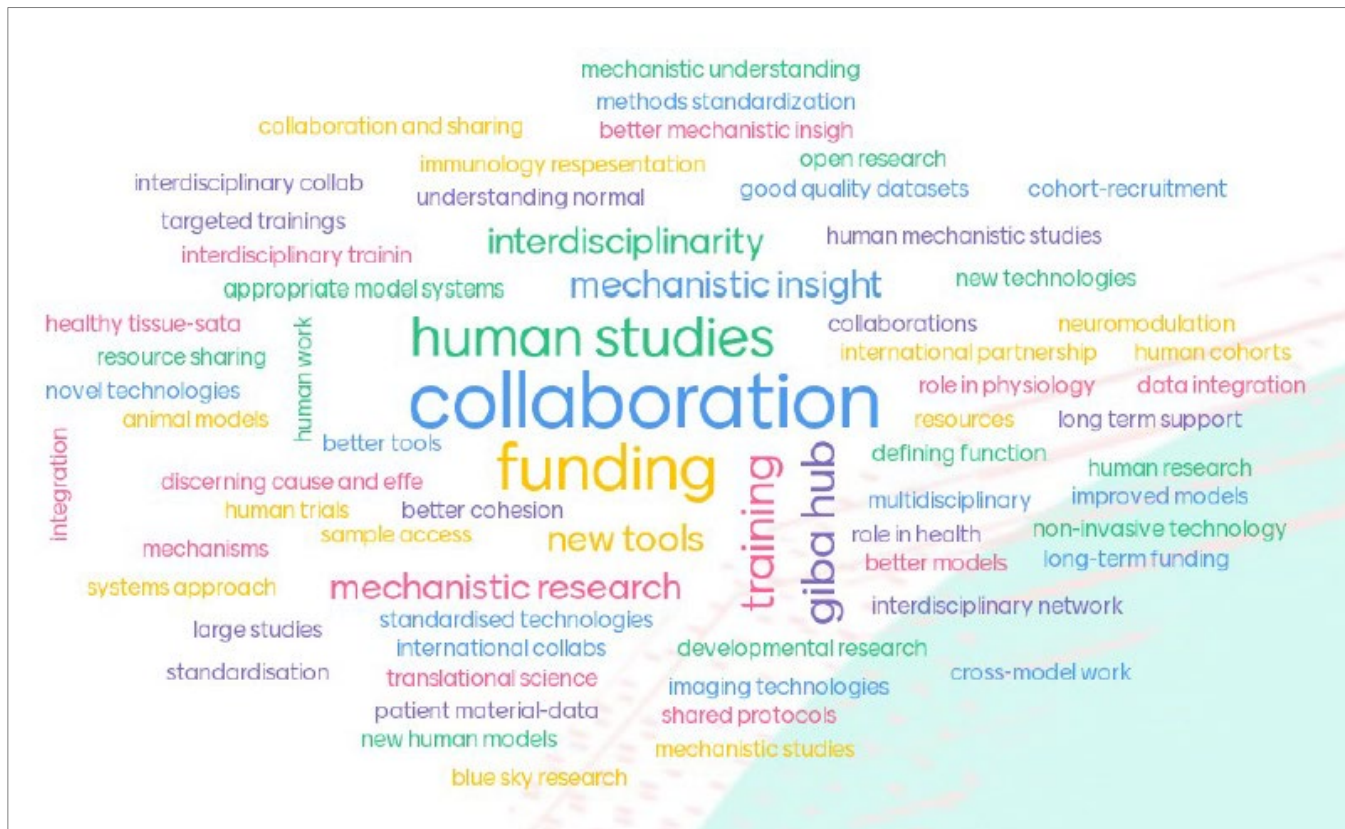 mechanistic understanding
methods standardization
collaboration and sharing
better mechanistic insigh
immunology respesentation
open research
interdisciplinary collab
understanding normal
good quality datasets
cohort-recruitment
targeted trainings
interdisciplinarity
human mechanistic studies
interdisciplinary trainin
mechanistic insight
new technologies
appropriate model systems
healthy tissue-sata
human work
human studies
collaborations
neuromodulation
resource sharing
international partnership
human cohorts
novel technologies
collaboration
role in physiology
data integration
animal models
resources
long term support
integration
better tools
funding
training
giba hub
defining function
human research
discerning cause and effe
multidisciplinary
improved models
human trials
better cohesion
sample access
new tools
role in health
non-invasive technology
mechanisms
better models
long-term funding
systems approach
mechanistic research
interdisciplinary network
large studies
standardised technologies
international collabs
developmental research
standardisation
translational science
imaging technologies
cross-model work
patient material-data
shared protocols
new human models
mechanistic studies
blue sky research